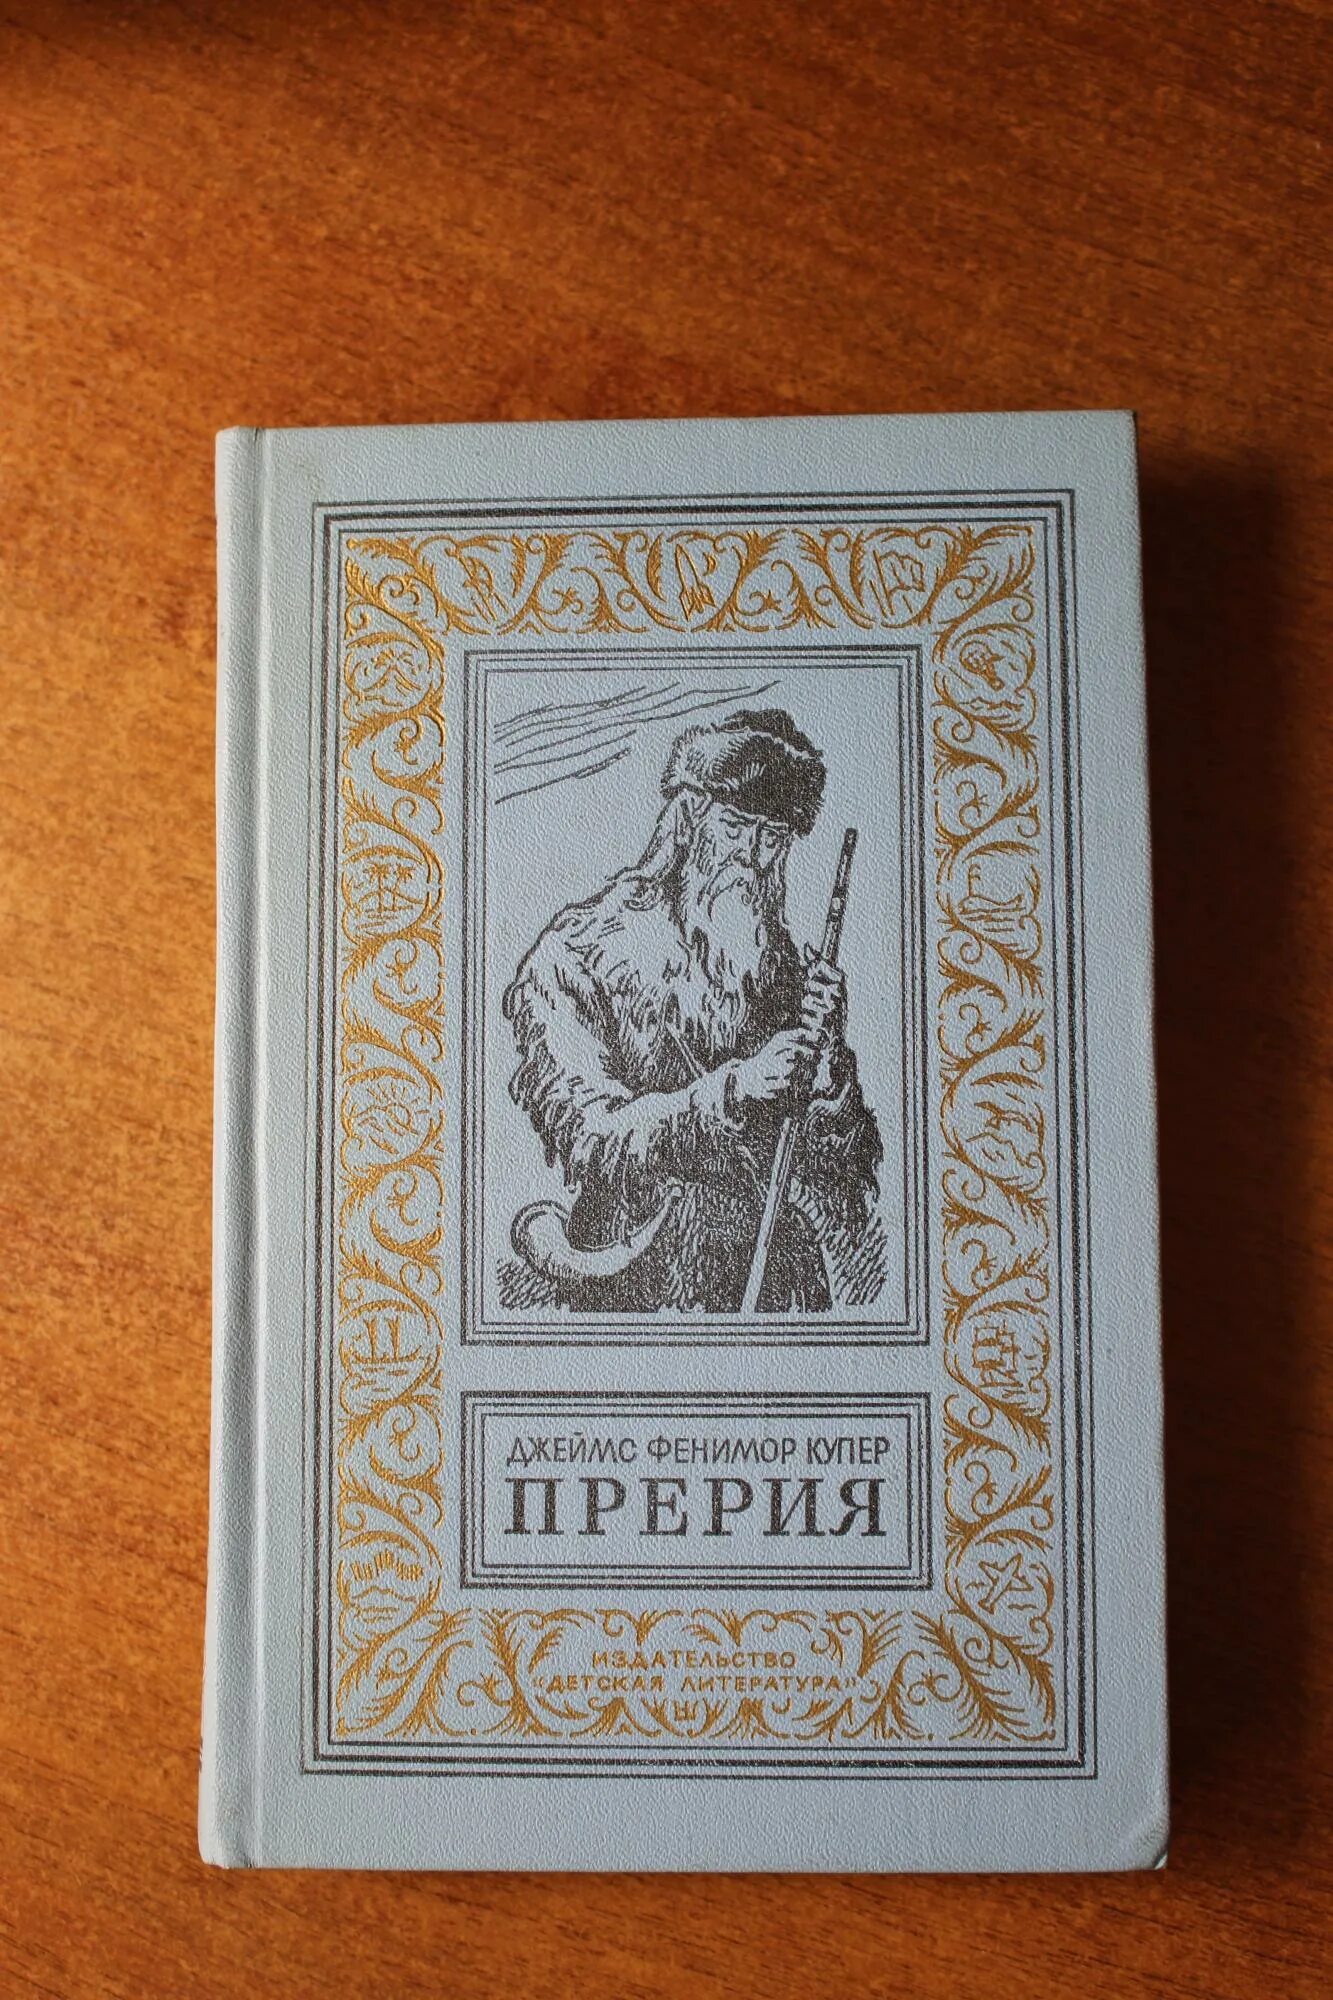 ДЖЕЙМС ФЕНИМОР КУПЕР
ПРЕРИЯ
ИЗДАТЕЛЬСТВО
«ДЕТСКАЯ ЛИТЕРАТУРА»